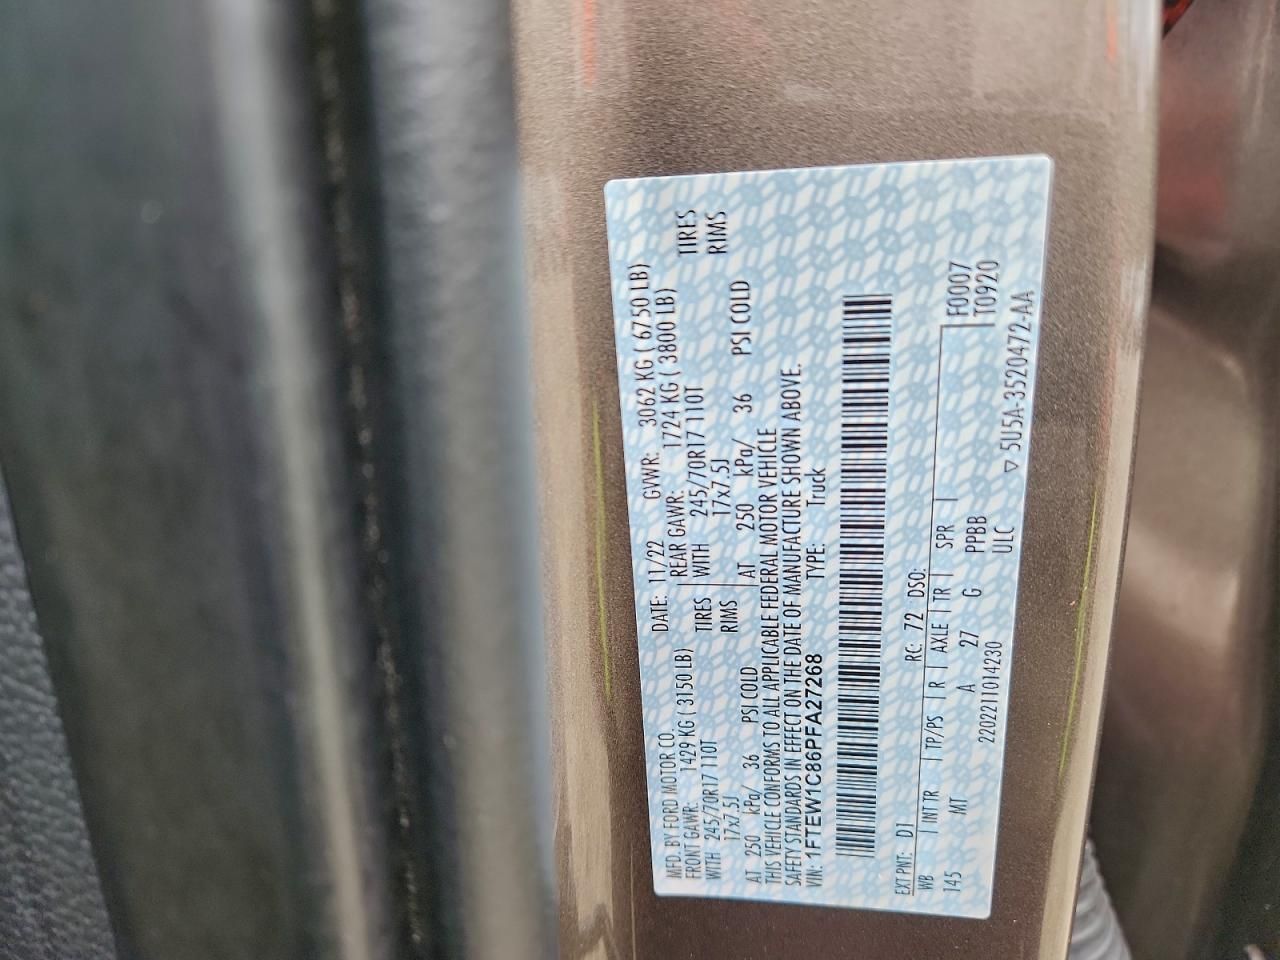 MFD. BY FORD MOTOR CO.
DATE: 11/22 GVWR: 3062 KG ( 6750 LB)
FRONT GAWR: 1429 KG ( 3150 LB) REAR GAWR: 1724 KG ( 3800 LB)
WITH 245/70R17 110T TIRES WITH 245/70R17 110T TIRES
17x7.5J RIMS 17x7.5J RIMS
AT 250 kPa/ 36 PSI COLD AT 250 kPa/ 36 PSI COLD
THIS VEHICLE CONFORMS TO ALL APPLICABLE FEDERAL MOTOR VEHICLE
SAFETY STANDARDS IN EFFECT ON THE DATE OF MANUFACTURE SHOWN ABOVE.
VIN: 1FTEW1C86PFA27268 TYPE: Truck
EXT PNT: D1 RC: 72 DSO: F0007
WB INT TR TP/PS R AXLE TR SPR T0920
145 MT A 27 G PPBB
2202211014230 ULC ▽ 5U5A-3520472-AA